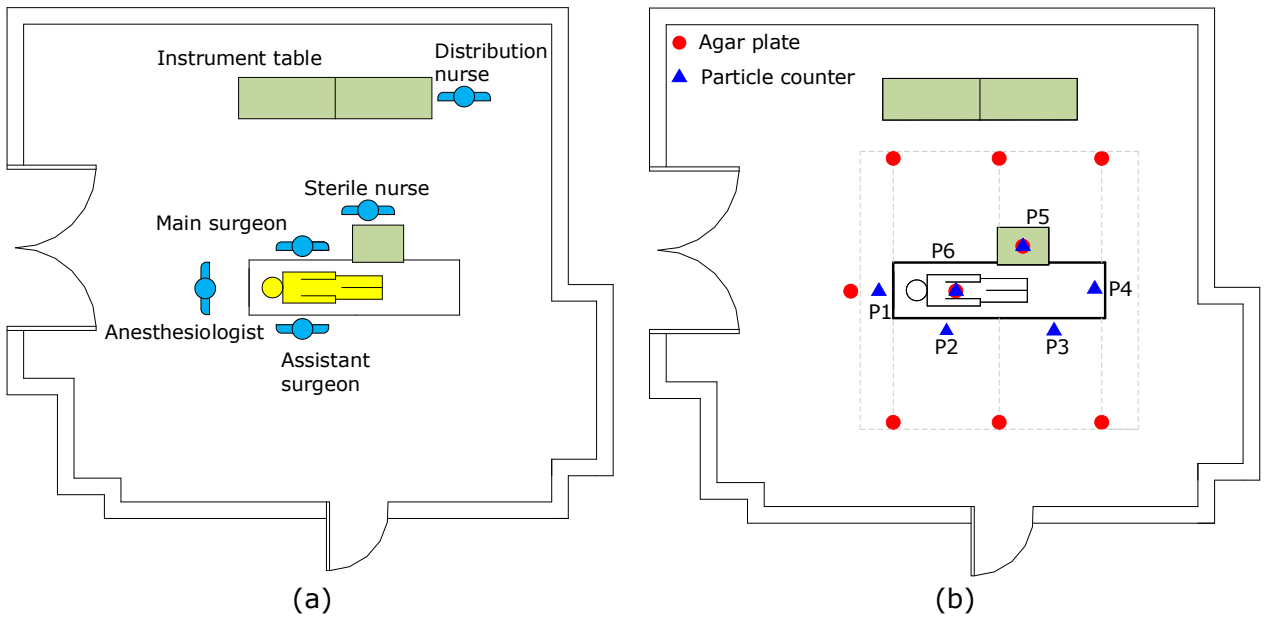 Instrument table
Distribution
nurse
Sterile nurse
Main surgeon
Anesthesiologist
Assistant
surgeon
(a)
Agar plate
Particle counter
P5
P6
P4
P1
P2
P3
(b)